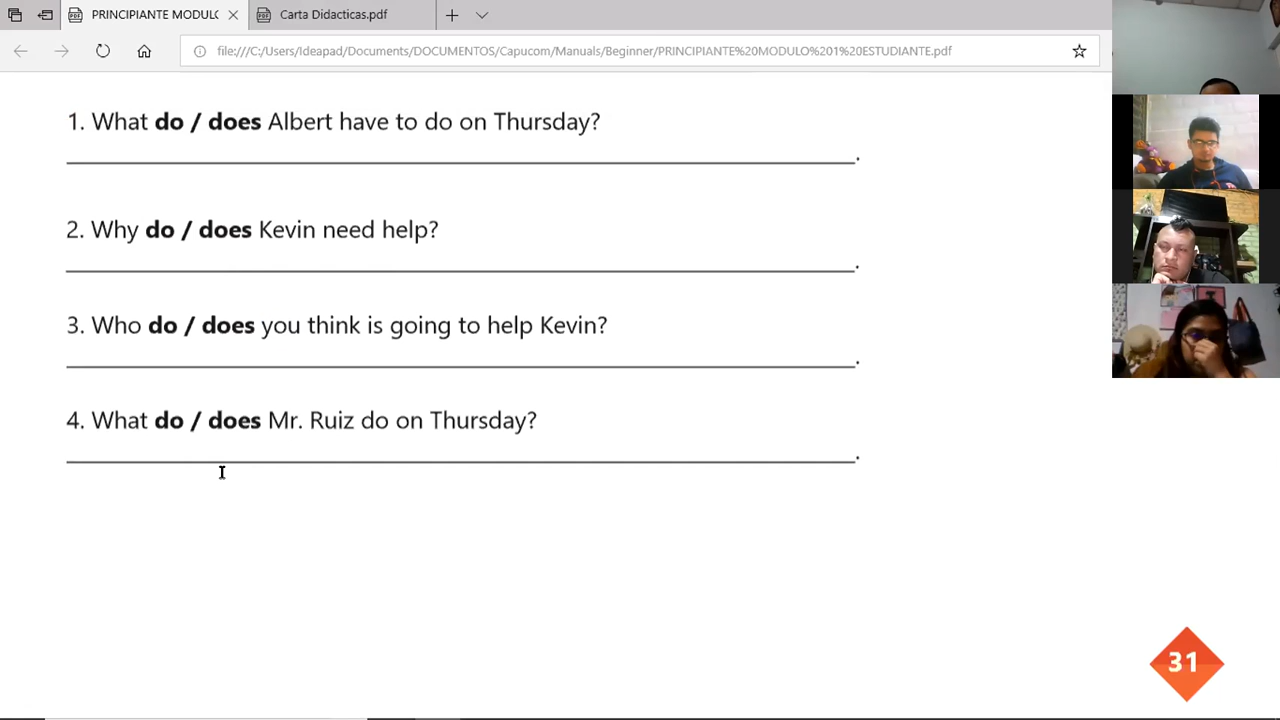 PRINCIPIANTE MODULO
Carta Didacticas.pdf
file:///C:/Users/Ideapad/Documents/DOCUMENTOS/Capucom/Manuals/Beginner/PRINCIPIANTE%20MODULO%201%20ESTUDIANTE.pdf
1. What do / does Albert have to do on Thursday?
2. Why do / does Kevin need help?
3. Who do / does you think is going to help Kevin?
4. What do / does Mr. Ruiz do on Thursday?
31